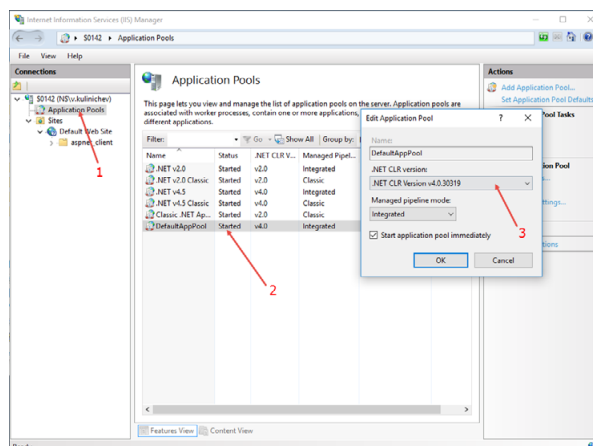 Internet Information Services (IIS) Manager
S0142 Application Pools
File View Help
Connections
S0142 (NS\v.kulinichev)
Application Pools
Sites
Default Web Site
aspnet_client
1
Application Pools
This page lets you view and manage the list of application pools on the server. Application pools are
associated with worker processes, contain one or more applications,
different applications.
Filter: Go Show All Group by:
Name Status .NET CLR V... Managed Pipel...
.NET v2.0 Started v2.0 Integrated
.NET v2.0 Classic Started v2.0 Classic
.NET v4.5 Started v4.0 Integrated
.NET v4.5 Classic Started v4.0 Classic
Classic .NET Ap... Started v2.0 Classic
DefaultAppPool Started v4.0 Integrated
2
Features View Content View
Edit Application Pool ? X
Name:
DefaultAppPool
.NET CLR version:
.NET CLR Version v4.0.30319
Managed pipeline mode:
Integrated
Start application pool immediately
3
OK Cancel
Actions
Add Application Pool...
Set Application Pool Defaults
Pool Tasks
ion Pool
ttings...
tions